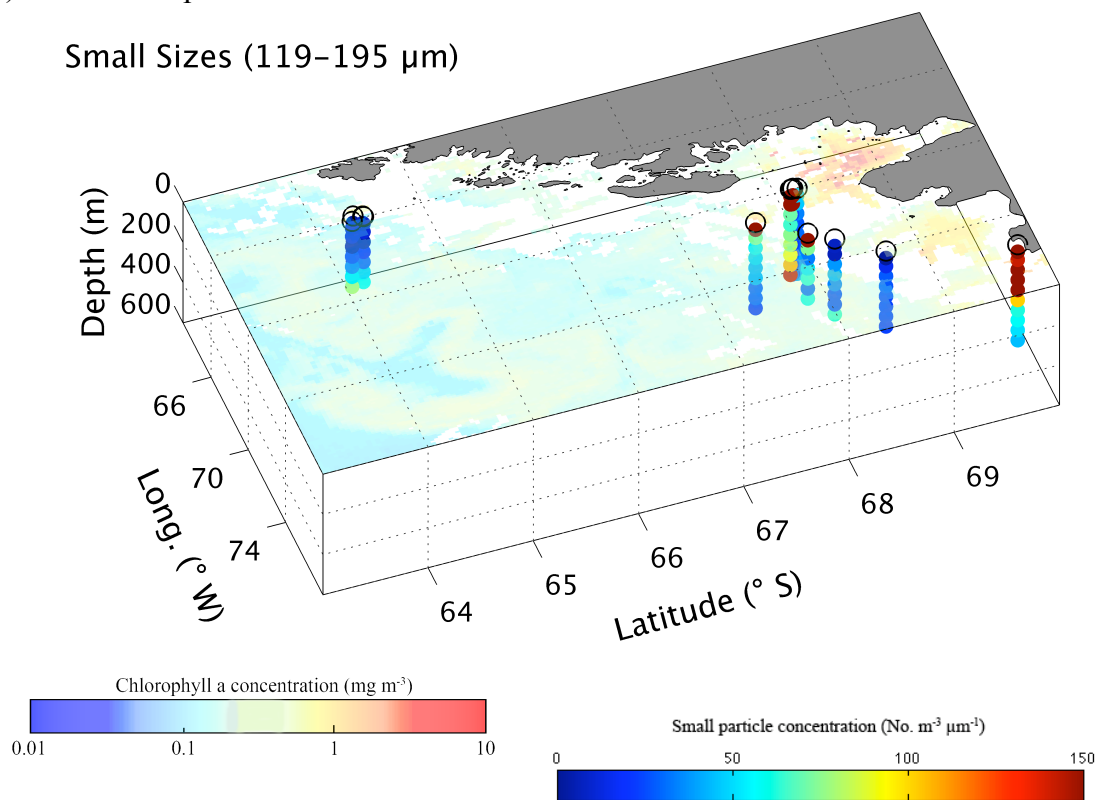 Small Sizes (119–195 µm)
0
200
400
600
Depth (m)
66
70
74
Long. (° W)
64
65
66
67
68
69
Latitude (° S)
Chlorophyll a concentration (mg m-3)
0.01 0.1 1 10
Small particle concentration (No. m-3 µm-1)
0 50 100 150